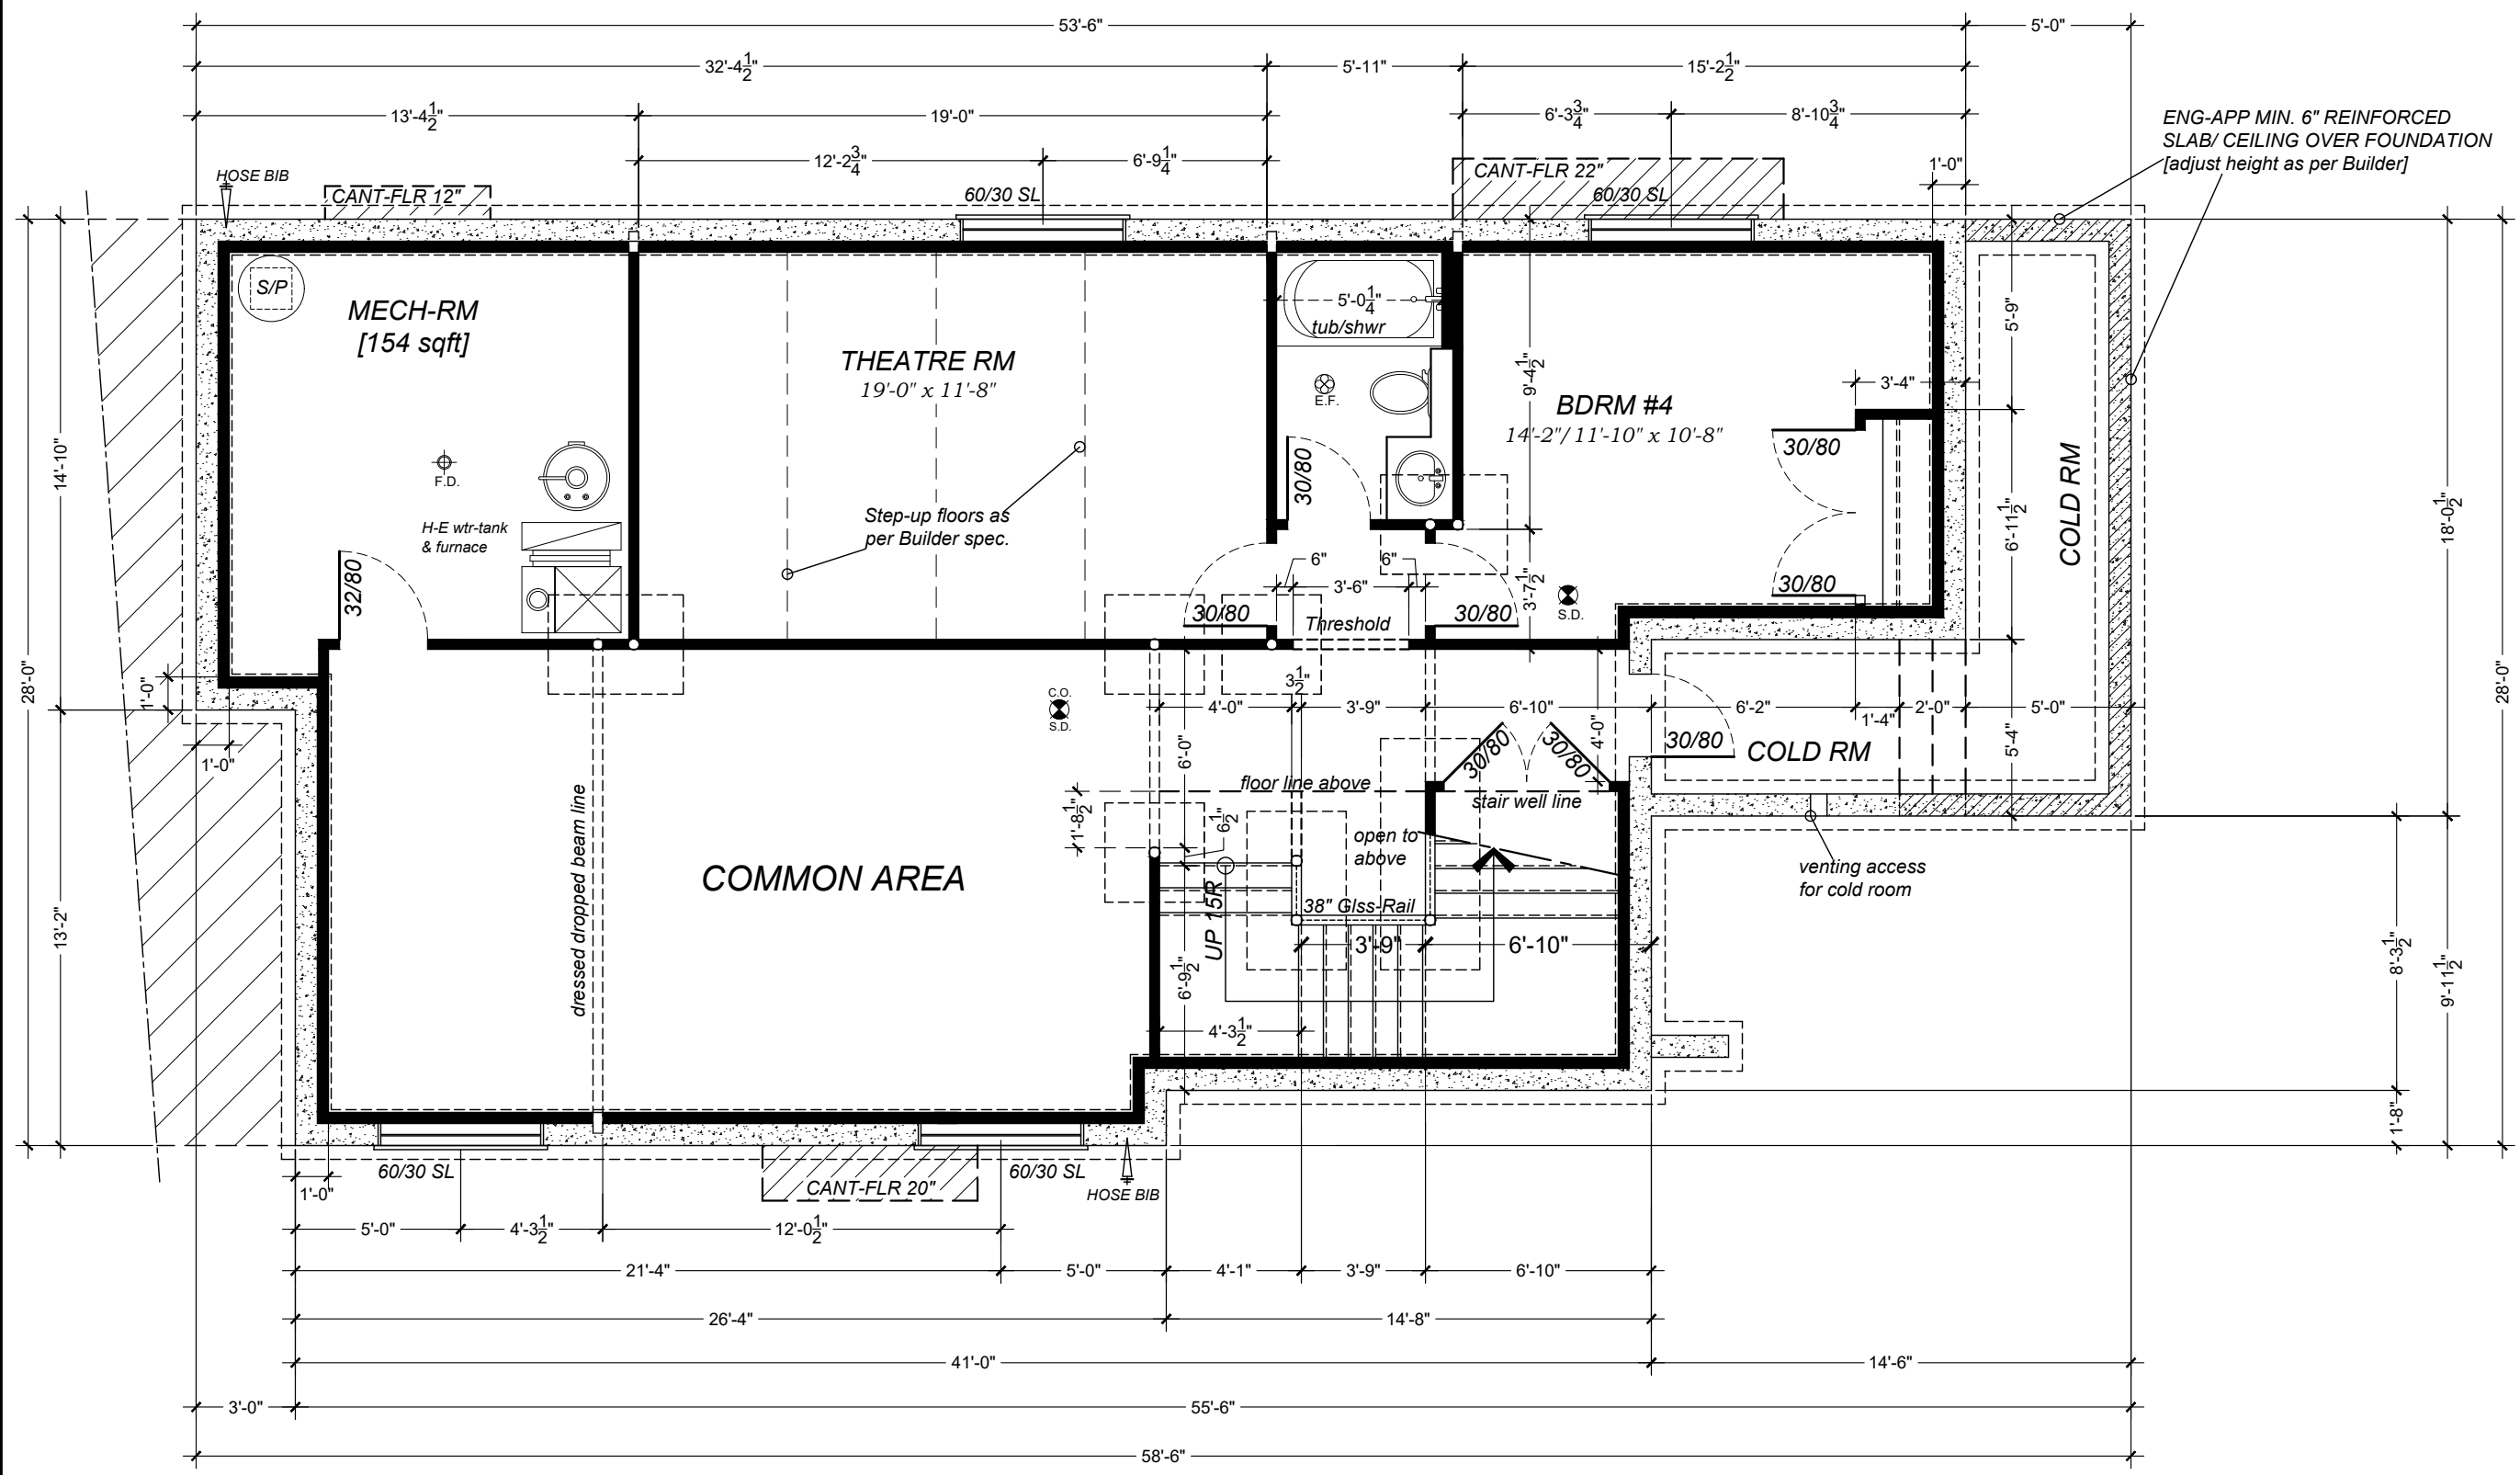 53'-6"
5'-0"
32'-4 1/2"
5'-11"
15'-2 1/2"
13'-4 1/2"
19'-0"
6'-3 3/4"
8'-10 3/4"
ENG-APP MIN. 6" REINFORCED
SLAB/ CEILING OVER FOUNDATION
[adjust height as per Builder]
12'-2 3/4"
6'-9 1/4"
1'-0"
HOSE BIB
CANT-FLR 12"
60/30 SL
CANT-FLR 22"
60/30 SL
S/P
MECH-RM
[154 sqft]
5'-0 1/4"
tub/shwr
5'-9"
THEATRE RM
19'-0" x 11'-8"
E.F.
9'-4 1/2"
BDRM #4
14'-2"/ 11'-10" x 10'-8"
3'-4"
30/80
14'-10"
F.D.
30/80
COLD RM
6'-11 1/2"
18'-0 1/2"
H-E wtr-tank
& furnace
Step-up floors as
per Builder spec.
32/80
6"
6"
3'-6"
3'-7 1/2"
30/80
30/80
Threshold
30/80
S.D.
28'-0"
28'-0"
1'-0"
C.O.
S.D.
3 1/2"
4'-0"
3'-9"
6'-10"
6'-2"
1'-4"
2'-0"
5'-0"
1'-0"
6'-0"
4'-0"
30/80
30/80
30/80
COLD RM
5'-4"
floor line above
stair well line
1'-8 1/2"
6 1/2"
open to
above
dressed dropped beam line
COMMON AREA
venting access
for cold room
13'-2"
UP 15R
38" Glss-Rail
3'-9"
6'-10"
8'-3 1/2"
9'-11 1/2"
6'-9 1/2"
4'-3 1/2"
1'-8"
60/30 SL
CANT-FLR 20"
60/30 SL
HOSE BIB
1'-0"
5'-0"
4'-3 1/2"
12'-0 1/2"
21'-4"
5'-0"
4'-1"
3'-9"
6'-10"
26'-4"
14'-8"
41'-0"
14'-6"
3'-0"
55'-6"
58'-6"